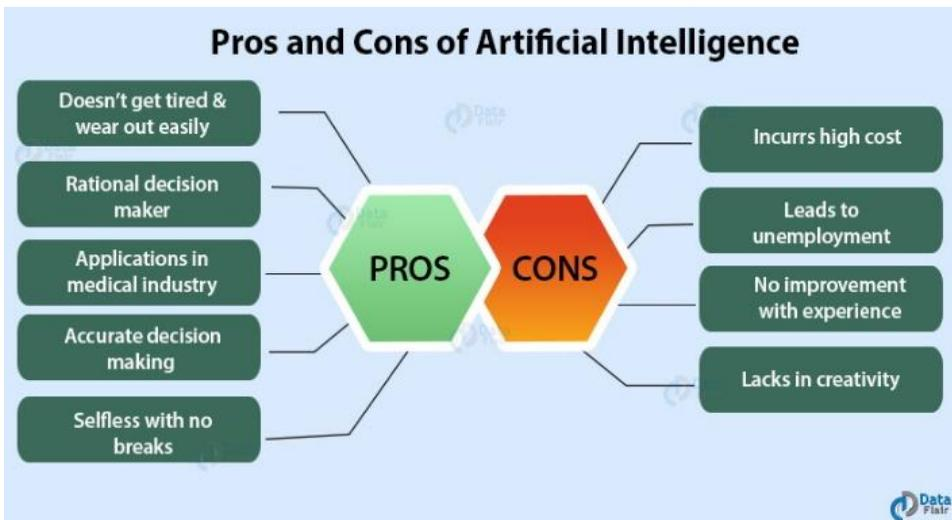 Pros and Cons of Artificial Intelligence
Doesn't get tired &
wear out easily
Rational decision
maker
Applications in
medical industry
Accurate decision
making
Selfless with no
breaks
PROS
CONS
Incurrs high cost
Leads to
unemployment
No improvement
with experience
Lacks in creativity
Data
Flair